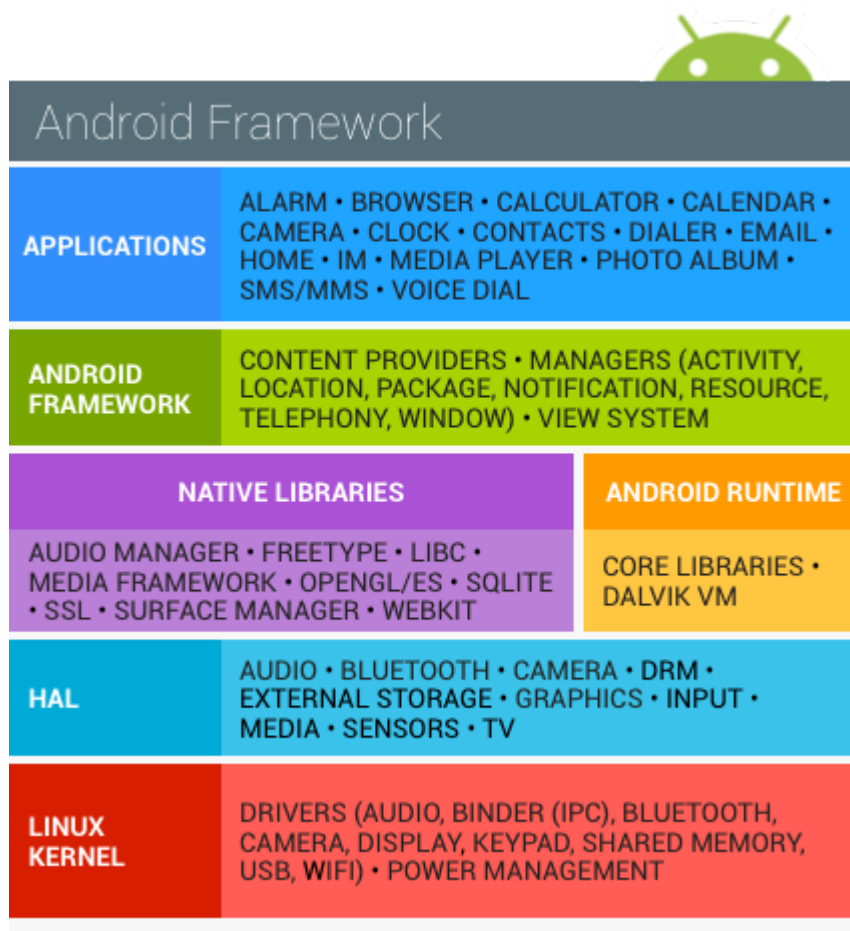 Android Framework
APPLICATIONS
ALARM • BROWSER • CALCULATOR • CALENDAR •
CAMERA • CLOCK • CONTACTS • DIALER • EMAIL •
HOME • IM • MEDIA PLAYER • PHOTO ALBUM •
SMS/MMS • VOICE DIAL
ANDROID
FRAMEWORK
CONTENT PROVIDERS • MANAGERS (ACTIVITY,
LOCATION, PACKAGE, NOTIFICATION, RESOURCE,
TELEPHONY, WINDOW) • VIEW SYSTEM
NATIVE LIBRARIES
AUDIO MANAGER • FREETYPE • LIBC •
MEDIA FRAMEWORK • OPENGL/ES • SQLITE
• SSL • SURFACE MANAGER • WEBKIT
ANDROID RUNTIME
CORE LIBRARIES •
DALVIK VM
HAL
AUDIO • BLUETOOTH • CAMERA • DRM •
EXTERNAL STORAGE • GRAPHICS • INPUT •
MEDIA • SENSORS • TV
LINUX
KERNEL
DRIVERS (AUDIO, BINDER (IPC), BLUETOOTH,
CAMERA, DISPLAY, KEYPAD, SHARED MEMORY,
USB, WIFI) • POWER MANAGEMENT